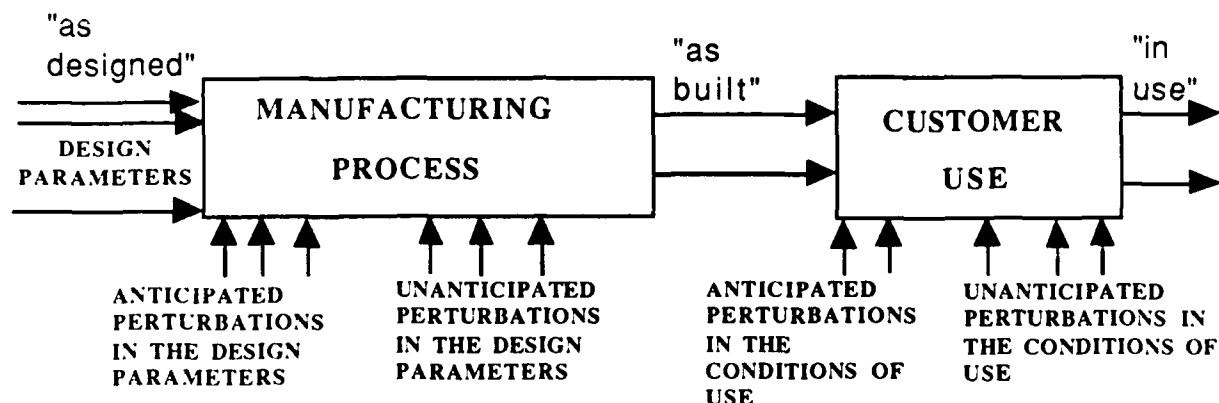 "as
designed"
DESIGN
PARAMETERS
MANUFACTURING
PROCESS
"as
built"
CUSTOMER
USE
"in
use"
ANTICIPATED
PERTURBATIONS
IN THE DESIGN
PARAMETERS
UNANTICIPATED
PERTURBATIONS
IN THE DESIGN
PARAMETERS
ANTICIPATED
PERTURBATIONS
IN THE
CONDITIONS OF
USE
UNANTICIPATED
PERTURBATIONS IN
THE CONDITIONS OF
USE